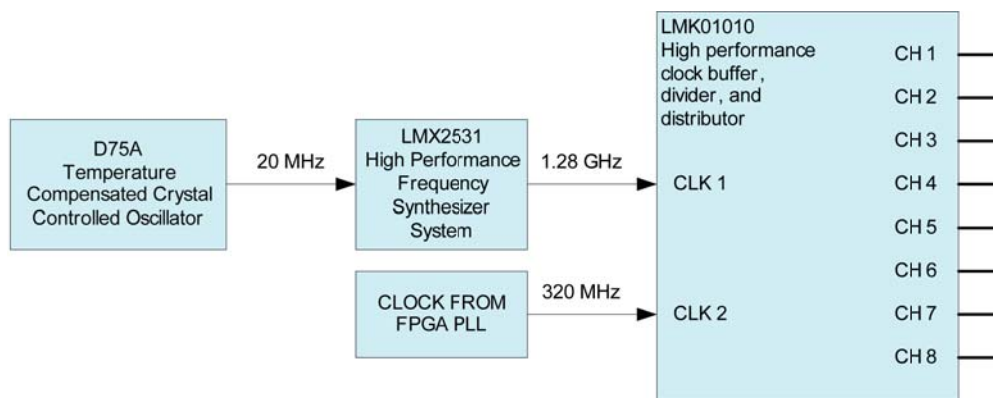 D75A
Temperature
Compensated Crystal
Controlled Oscillator
20 MHz
LMX2531
High Performance
Frequency
Synthesizer
System
1.28 GHz
CLOCK FROM
FPGA PLL
320 MHz
LMK01010
High performance
clock buffer,
divider, and
distributor
CLK 1
CLK 2
CH 1
CH 2
CH 3
CH 4
CH 5
CH 6
CH 7
CH 8